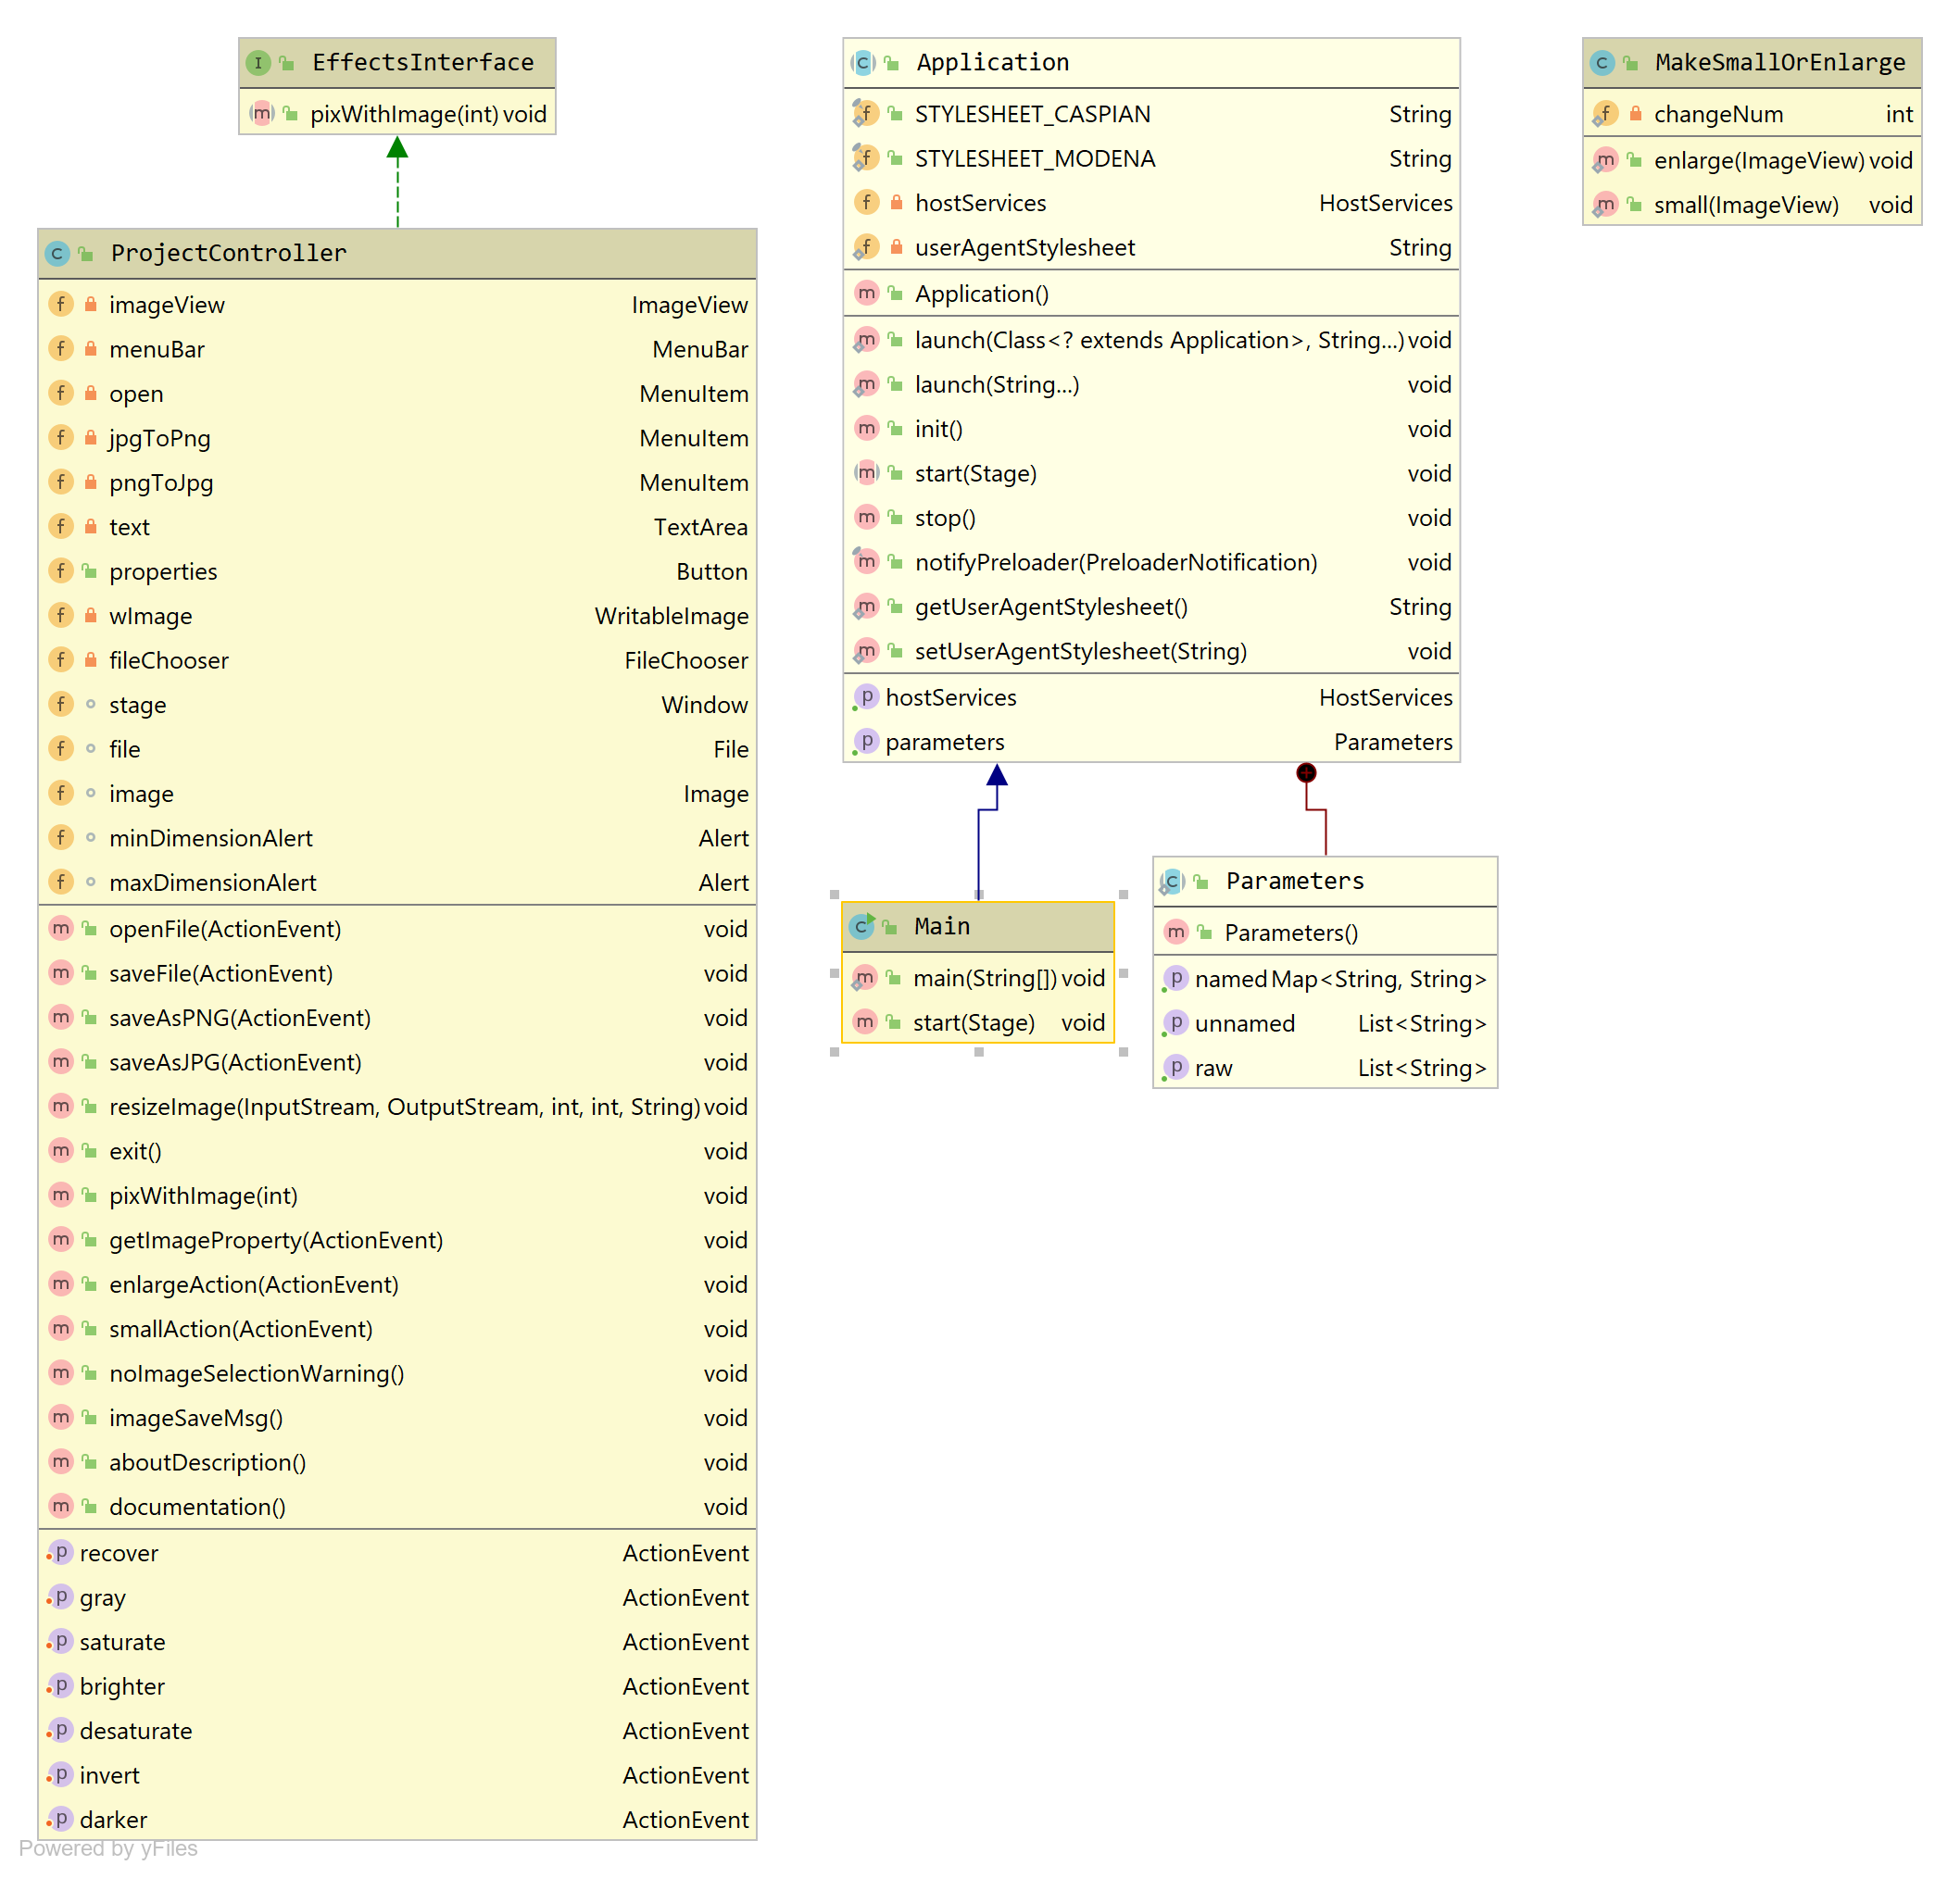 EffectsInterface
pixWithImage(int) void
ProjectController
imageView ImageView
menuBar MenuBar
open MenuItem
jpgToPng MenuItem
pngToJpg MenuItem
text TextArea
properties Button
wImage WritableImage
fileChooser FileChooser
stage Window
file File
image Image
minDimensionAlert Alert
maxDimensionAlert Alert
openFile(ActionEvent) void
saveFile(ActionEvent) void
saveAsPNG(ActionEvent) void
saveAsJPG(ActionEvent) void
resizeImage(InputStream, OutputStream, int, int, String) void
exit() void
pixWithImage(int) void
getImageProperty(ActionEvent) void
enlargeAction(ActionEvent) void
smallAction(ActionEvent) void
noImageSelectionWarning() void
imageSaveMsg() void
aboutDescription() void
documentation() void
recover ActionEvent
gray ActionEvent
saturate ActionEvent
brighter ActionEvent
desaturate ActionEvent
invert ActionEvent
darker ActionEvent
Application
STYLESHEET_CASPIAN String
STYLESHEET_MODENA String
hostServices HostServices
userAgentStylesheet String
Application()
launch(Class<? extends Application>, String...) void
launch(String...) void
init() void
start(Stage) void
stop() void
notifyPreloader(PreloaderNotification) void
getUserAgentStylesheet() String
setUserAgentStylesheet(String) void
hostServices HostServices
parameters Parameters
Main
main(String[]) void
start(Stage) void
Parameters
Parameters()
named Map<String, String>
unnamed List<String>
raw List<String>
MakeSmallOrEnlarge
changeNum int
enlarge(ImageView) void
small(ImageView) void
Powered by yFiles